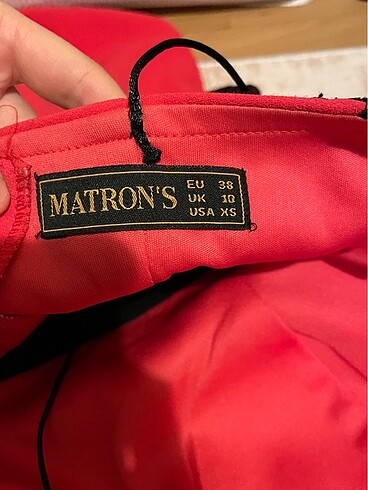 MATRON'S
EU 38
UK 10
USA XS